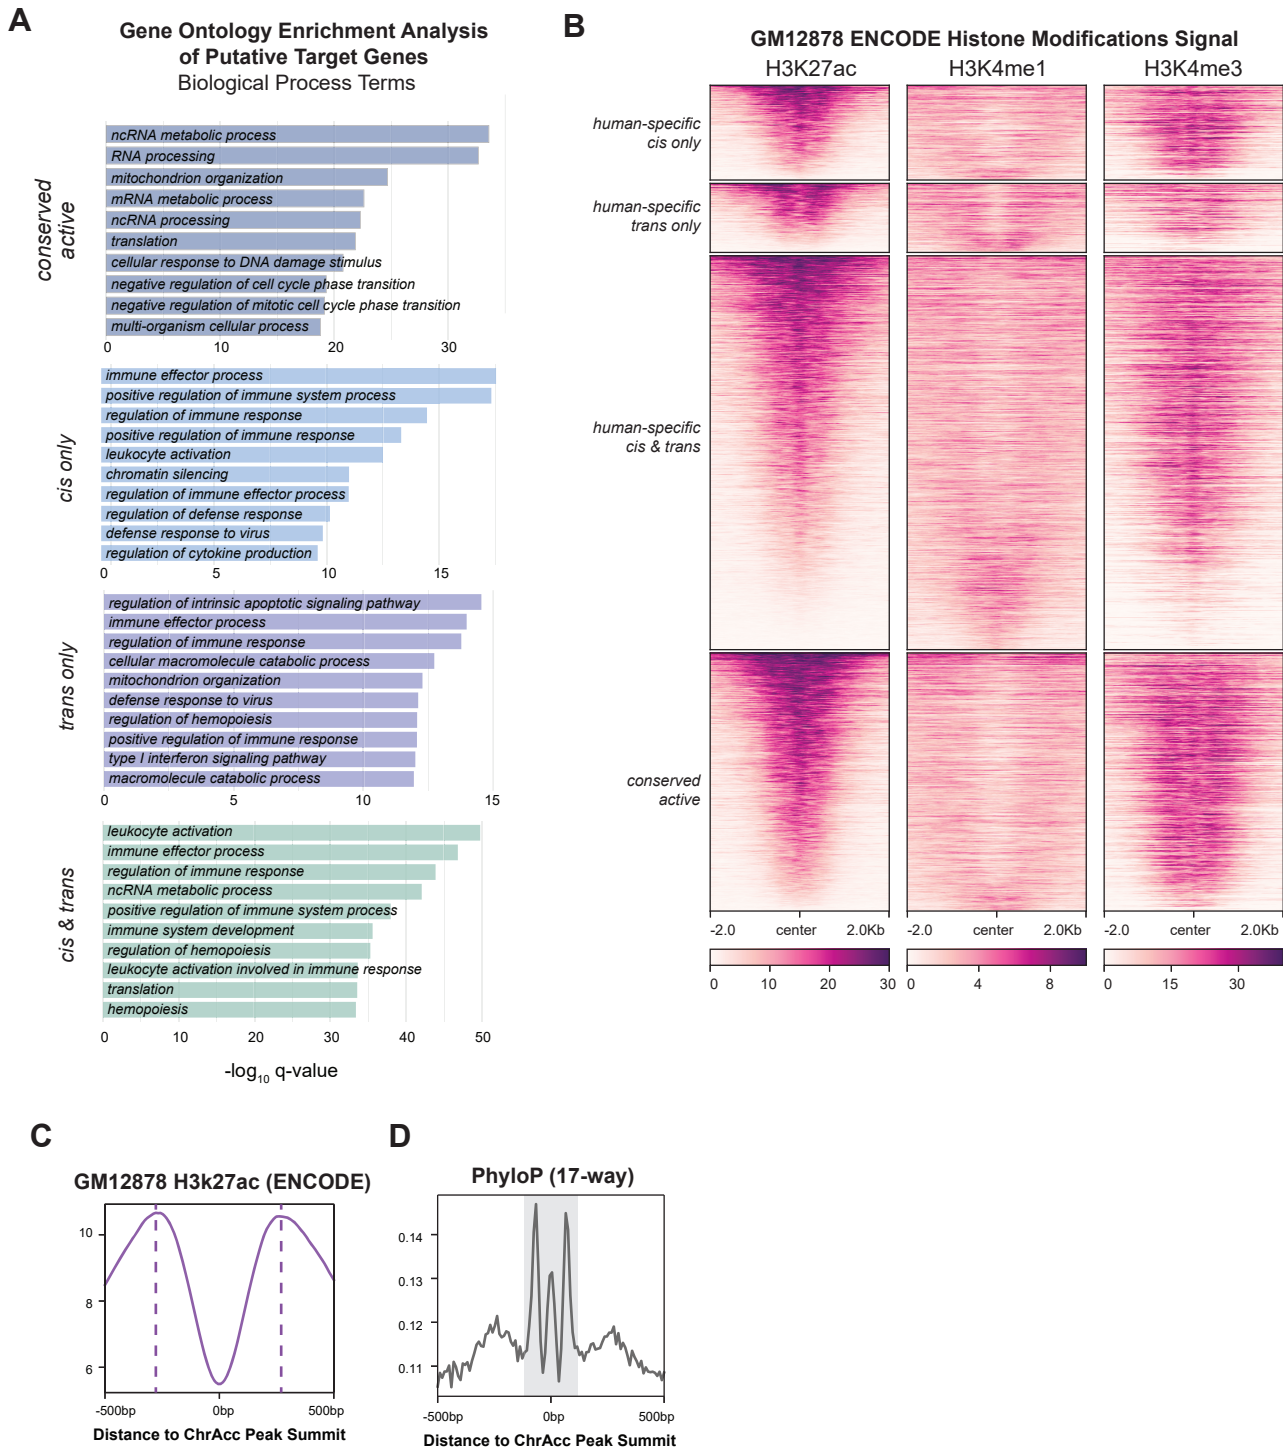 A
Gene Ontology Enrichment Analysis
of Putative Target Genes
Biological Process Terms
conserved
active
ncRNA metabolic process
RNA processing
mitochondrion organization
mRNA metabolic process
ncRNA processing
translation
cellular response to DNA damage stimulus
negative regulation of cell cycle phase transition
negative regulation of mitotic cell cycle phase transition
multi-organism cellular process
0 10 20 30
cis only
immune effector process
positive regulation of immune system process
regulation of immune response
positive regulation of immune response
leukocyte activation
chromatin silencing
regulation of immune effector process
regulation of defense response
defense response to virus
regulation of cytokine production
0 5 10 15
trans only
regulation of intrinsic apoptotic signaling pathway
immune effector process
regulation of immune response
cellular macromolecule catabolic process
mitochondrion organization
defense response to virus
regulation of hemopoiesis
positive regulation of immune response
type I interferon signaling pathway
macromolecule catabolic process
0 5 10 15
cis & trans
leukocyte activation
immune effector process
regulation of immune response
ncRNA metabolic process
positive regulation of immune system process
immune system development
regulation of hemopoiesis
leukocyte activation involved in immune response
translation
hemopoiesis
0 10 20 30 40 50
-log10 q-value
B
GM12878 ENCODE Histone Modifications Signal
H3K27ac H3K4me1 H3K4me3
human-specific
cis only
human-specific
trans only
human-specific
cis & trans
conserved
active
-2.0 center 2.0Kb -2.0 center 2.0Kb -2.0 center 2.0Kb
0 10 20 30 0 4 8 0 15 30
C
GM12878 H3k27ac (ENCODE)
10
8
6
-500bp 0bp 500bp
Distance to ChrAcc Peak Summit
D
PhyloP (17-way)
0.14
0.13
0.12
0.11
-500bp 0bp 500bp
Distance to ChrAcc Peak Summit